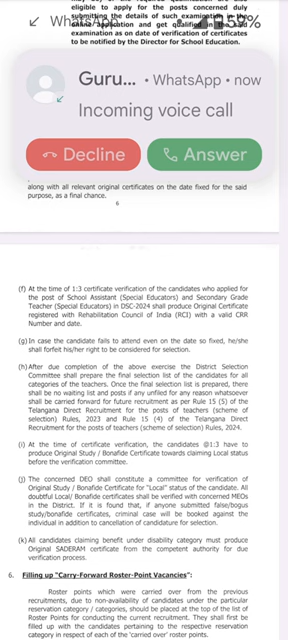 eligible to apply for the posts concerned duly
submitting the details of such examination in the
WhatsApp 59%
online application and get qualified in the said
examination as on date of verification of certificates
to be notified by the Director for School Education.
Guru... • WhatsApp • now
Incoming voice call
Decline Answer
along with all relevant original certificates on the date fixed for the said
purpose, as a final chance.
6
(f) At the time of 1:3 certificate verification of the candidates who applied for
the post of School Assistant (Special Educators) and Secondary Grade
Teacher (Special Educators) in DSC-2024 shall produce Original Certificate
registered with Rehabilitation Council of India (RCI) with a valid CRR
Number and date.
(g) In case the candidate fails to attend even on the date so fixed, he/she
shall forfeit his/her right to be considered for selection.
(h) After due completion of the above exercise the District Selection
Committee shall prepare the final selection list of the candidates for all
categories of the teachers. Once the final selection list is prepared, there
shall be no waiting list and posts if any unfilled for any reason whatsoever
shall be carried forward for future recruitment as per Rule 15 (5) of the
Telangana Direct Recruitment for the posts of teachers (scheme of
selection) Rules, 2023 and Rule 15 (4) of the Telangana Direct
Recruitment for the posts of teachers (scheme of selection) Rules, 2024.
(i) At the time of certificate verification, the candidates @1:3 have to
produce Original Study / Bonafide Certificate towards claiming Local status
before the verification committee.
(j) The concerned DEO shall constitute a committee for verification of
Original Study / Bonafide Certificate for "Local" status of the candidate. All
doubtful Local/ Bonafide certificates shall be verified with concerned MEOs
in the District. If it is found that, if anyone submitted false/bogus
study/bonafide certificates, criminal case will be booked against the
individual in addition to cancellation of candidature for selection.
(k) All candidates claiming benefit under disability category must produce
Original SADEREM certificate from the competent authority for due
verification process.
6. Filling up "Carry-Forward Roster-Point Vacancies":
Roster points which were carried over from the previous
recruitments, due to non-availability of candidates under the particular
reservation category / categories, should be placed at the top of the list of
Roster Points for conducting the current recruitment. They shall first be
filled up with the candidates pertaining to the respective reservation
category in respect of each of the 'carried over' roster points.